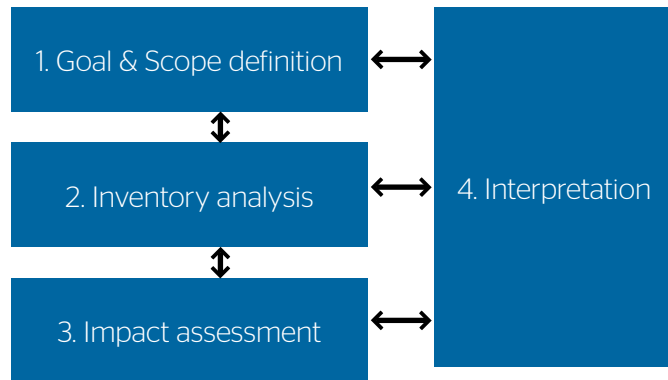 1. Goal & Scope definition
2. Inventory analysis
4. Interpretation
3. Impact assessment